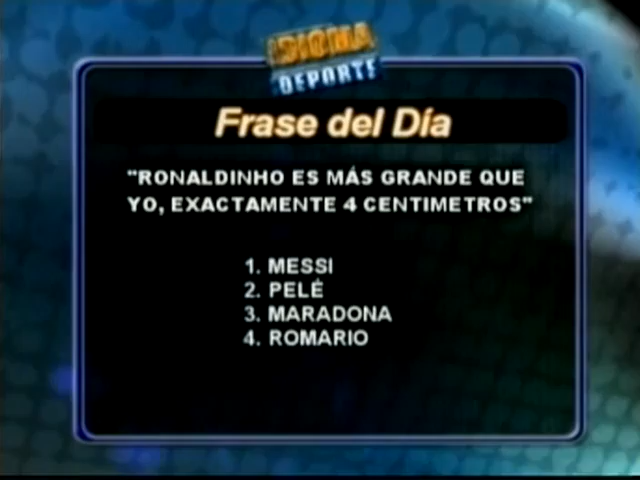 IDIOMA
DEPORTE
Frase del Día
"RONALDINHO ES MÁS GRANDE QUE
YO, EXACTAMENTE 4 CENTIMETROS"
1. MESSI
2. PELÉ
3. MARADONA
4. ROMARIO